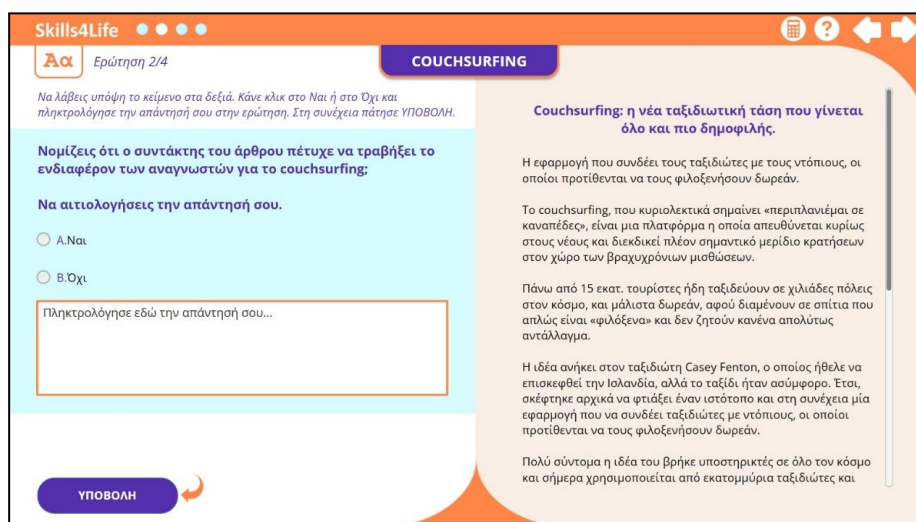 Skills4Life
Αα Ερώτηση 2/4
COUCHSURFING
Να λάβεις υπόψη το κείμενο στα δεξιά. Κάνε κλικ στο Ναι ή στο Όχι και
πληκτρολόγησε την απάντησή σου στην ερώτηση. Στη συνέχεια πάτησε ΥΠΟΒΟΛΗ.
Νομίζεις ότι ο συντάκτης του άρθρου πέτυχε να τραβήξει το
ενδιαφέρον των αναγνωστών για το couchsurfing;
Να αιτιολογήσεις την απάντησή σου.
Α.Ναι
Β.Όχι
Πληκτρολόγησε εδώ την απάντησή σου...
ΥΠΟΒΟΛΗ
Couchsurfing: η νέα ταξιδιωτική τάση που γίνεται
όλο και πιο δημοφιλής.
Η εφαρμογή που συνδέει τους ταξιδιώτες με τους ντόπιους, οι
οποίοι προτίθενται να τους φιλοξενήσουν δωρεάν.
Το couchsurfing, που κυριολεκτικά σημαίνει «περιπλανιέμαι σε
καναπέδες», είναι μια πλατφόρμα η οποία απευθύνεται κυρίως
στους νέους και διεκδικεί πλέον σημαντικό μερίδιο κρατήσεων
στον χώρο των βραχυχρόνιων μισθώσεων.
Πάνω από 15 εκατ. τουρίστες ήδη ταξιδεύουν σε χιλιάδες πόλεις
στον κόσμο, και μάλιστα δωρεάν, αφού διαμένουν σε σπίτια που
απλώς είναι «φιλόξενα» και δεν ζητούν κανένα απολύτως
αντάλλαγμα.
Η ιδέα ανήκει στον ταξιδιώτη Casey Fenton, ο οποίος ήθελε να
επισκεφθεί την Ισλανδία, αλλά το ταξίδι ήταν ασύμφορο. Έτσι,
σκέφτηκε αρχικά να φτιάξει έναν ιστότοπο και στη συνέχεια μία
εφαρμογή που να συνδέει ταξιδιώτες με ντόπιους, οι οποίοι
προτίθενται να τους φιλοξενήσουν δωρεάν.
Πολύ σύντομα η ιδέα του βρήκε υποστηρικτές σε όλο τον κόσμο
και σήμερα χρησιμοποιείται από εκατομμύρια ταξιδιώτες και